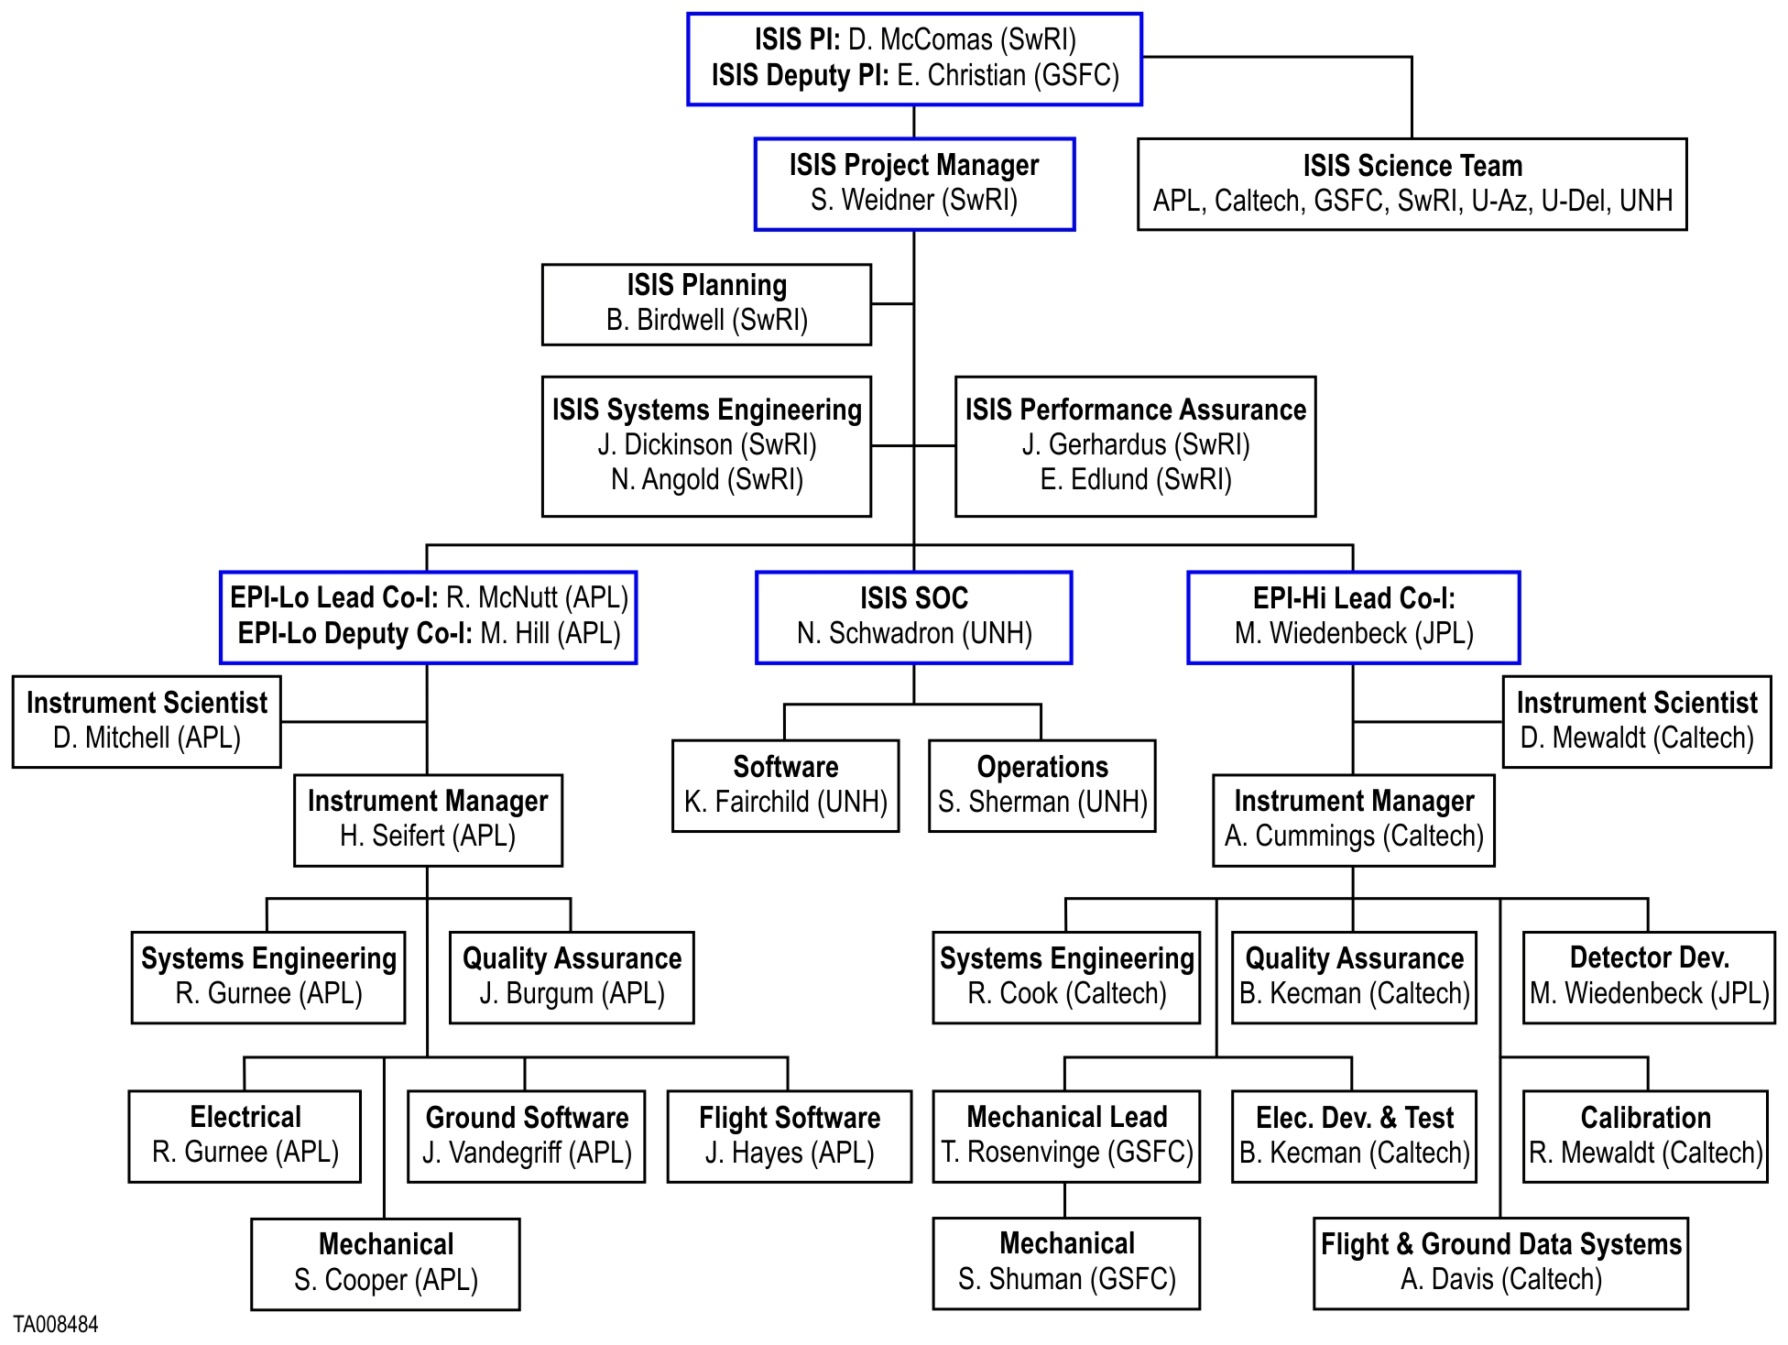 ISIS PI: D. McComas (SwRI)
ISIS Deputy PI: E. Christian (GSFC)
ISIS Project Manager
S. Weidner (SwRI)
ISIS Science Team
APL, Caltech, GSFC, SwRI, U-Az, U-Del, UNH
ISIS Planning
B. Birdwell (SwRI)
ISIS Systems Engineering
J. Dickinson (SwRI)
N. Angold (SwRI)
ISIS Performance Assurance
J. Gerhardus (SwRI)
E. Edlund (SwRI)
EPI-Lo Lead Co-I: R. McNutt (APL)
EPI-Lo Deputy Co-I: M. Hill (APL)
ISIS SOC
N. Schwadron (UNH)
EPI-Hi Lead Co-I:
M. Wiedenbeck (JPL)
Instrument Scientist
D. Mitchell (APL)
Instrument Manager
H. Seifert (APL)
Software
K. Fairchild (UNH)
Operations
S. Sherman (UNH)
Instrument Scientist
D. Mewaldt (Caltech)
Instrument Manager
A. Cummings (Caltech)
Systems Engineering
R. Gurnee (APL)
Quality Assurance
J. Burgum (APL)
Systems Engineering
R. Cook (Caltech)
Quality Assurance
B. Kecman (Caltech)
Detector Dev.
M. Wiedenbeck (JPL)
Electrical
R. Gurnee (APL)
Ground Software
J. Vandegriff (APL)
Flight Software
J. Hayes (APL)
Mechanical Lead
T. Rosenvinge (GSFC)
Elec. Dev. & Test
B. Kecman (Caltech)
Calibration
R. Mewaldt (Caltech)
Mechanical
S. Cooper (APL)
Mechanical
S. Shuman (GSFC)
Flight & Ground Data Systems
A. Davis (Caltech)
TA008484